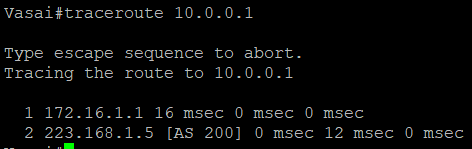 Vasai#traceroute 10.0.0.1
Type escape sequence to abort.
Tracing the route to 10.0.0.1
1 172.16.1.1 16 msec 0 msec 0 msec
2 223.168.1.5 [AS 200] 0 msec 12 msec 0 msec
Vasai#